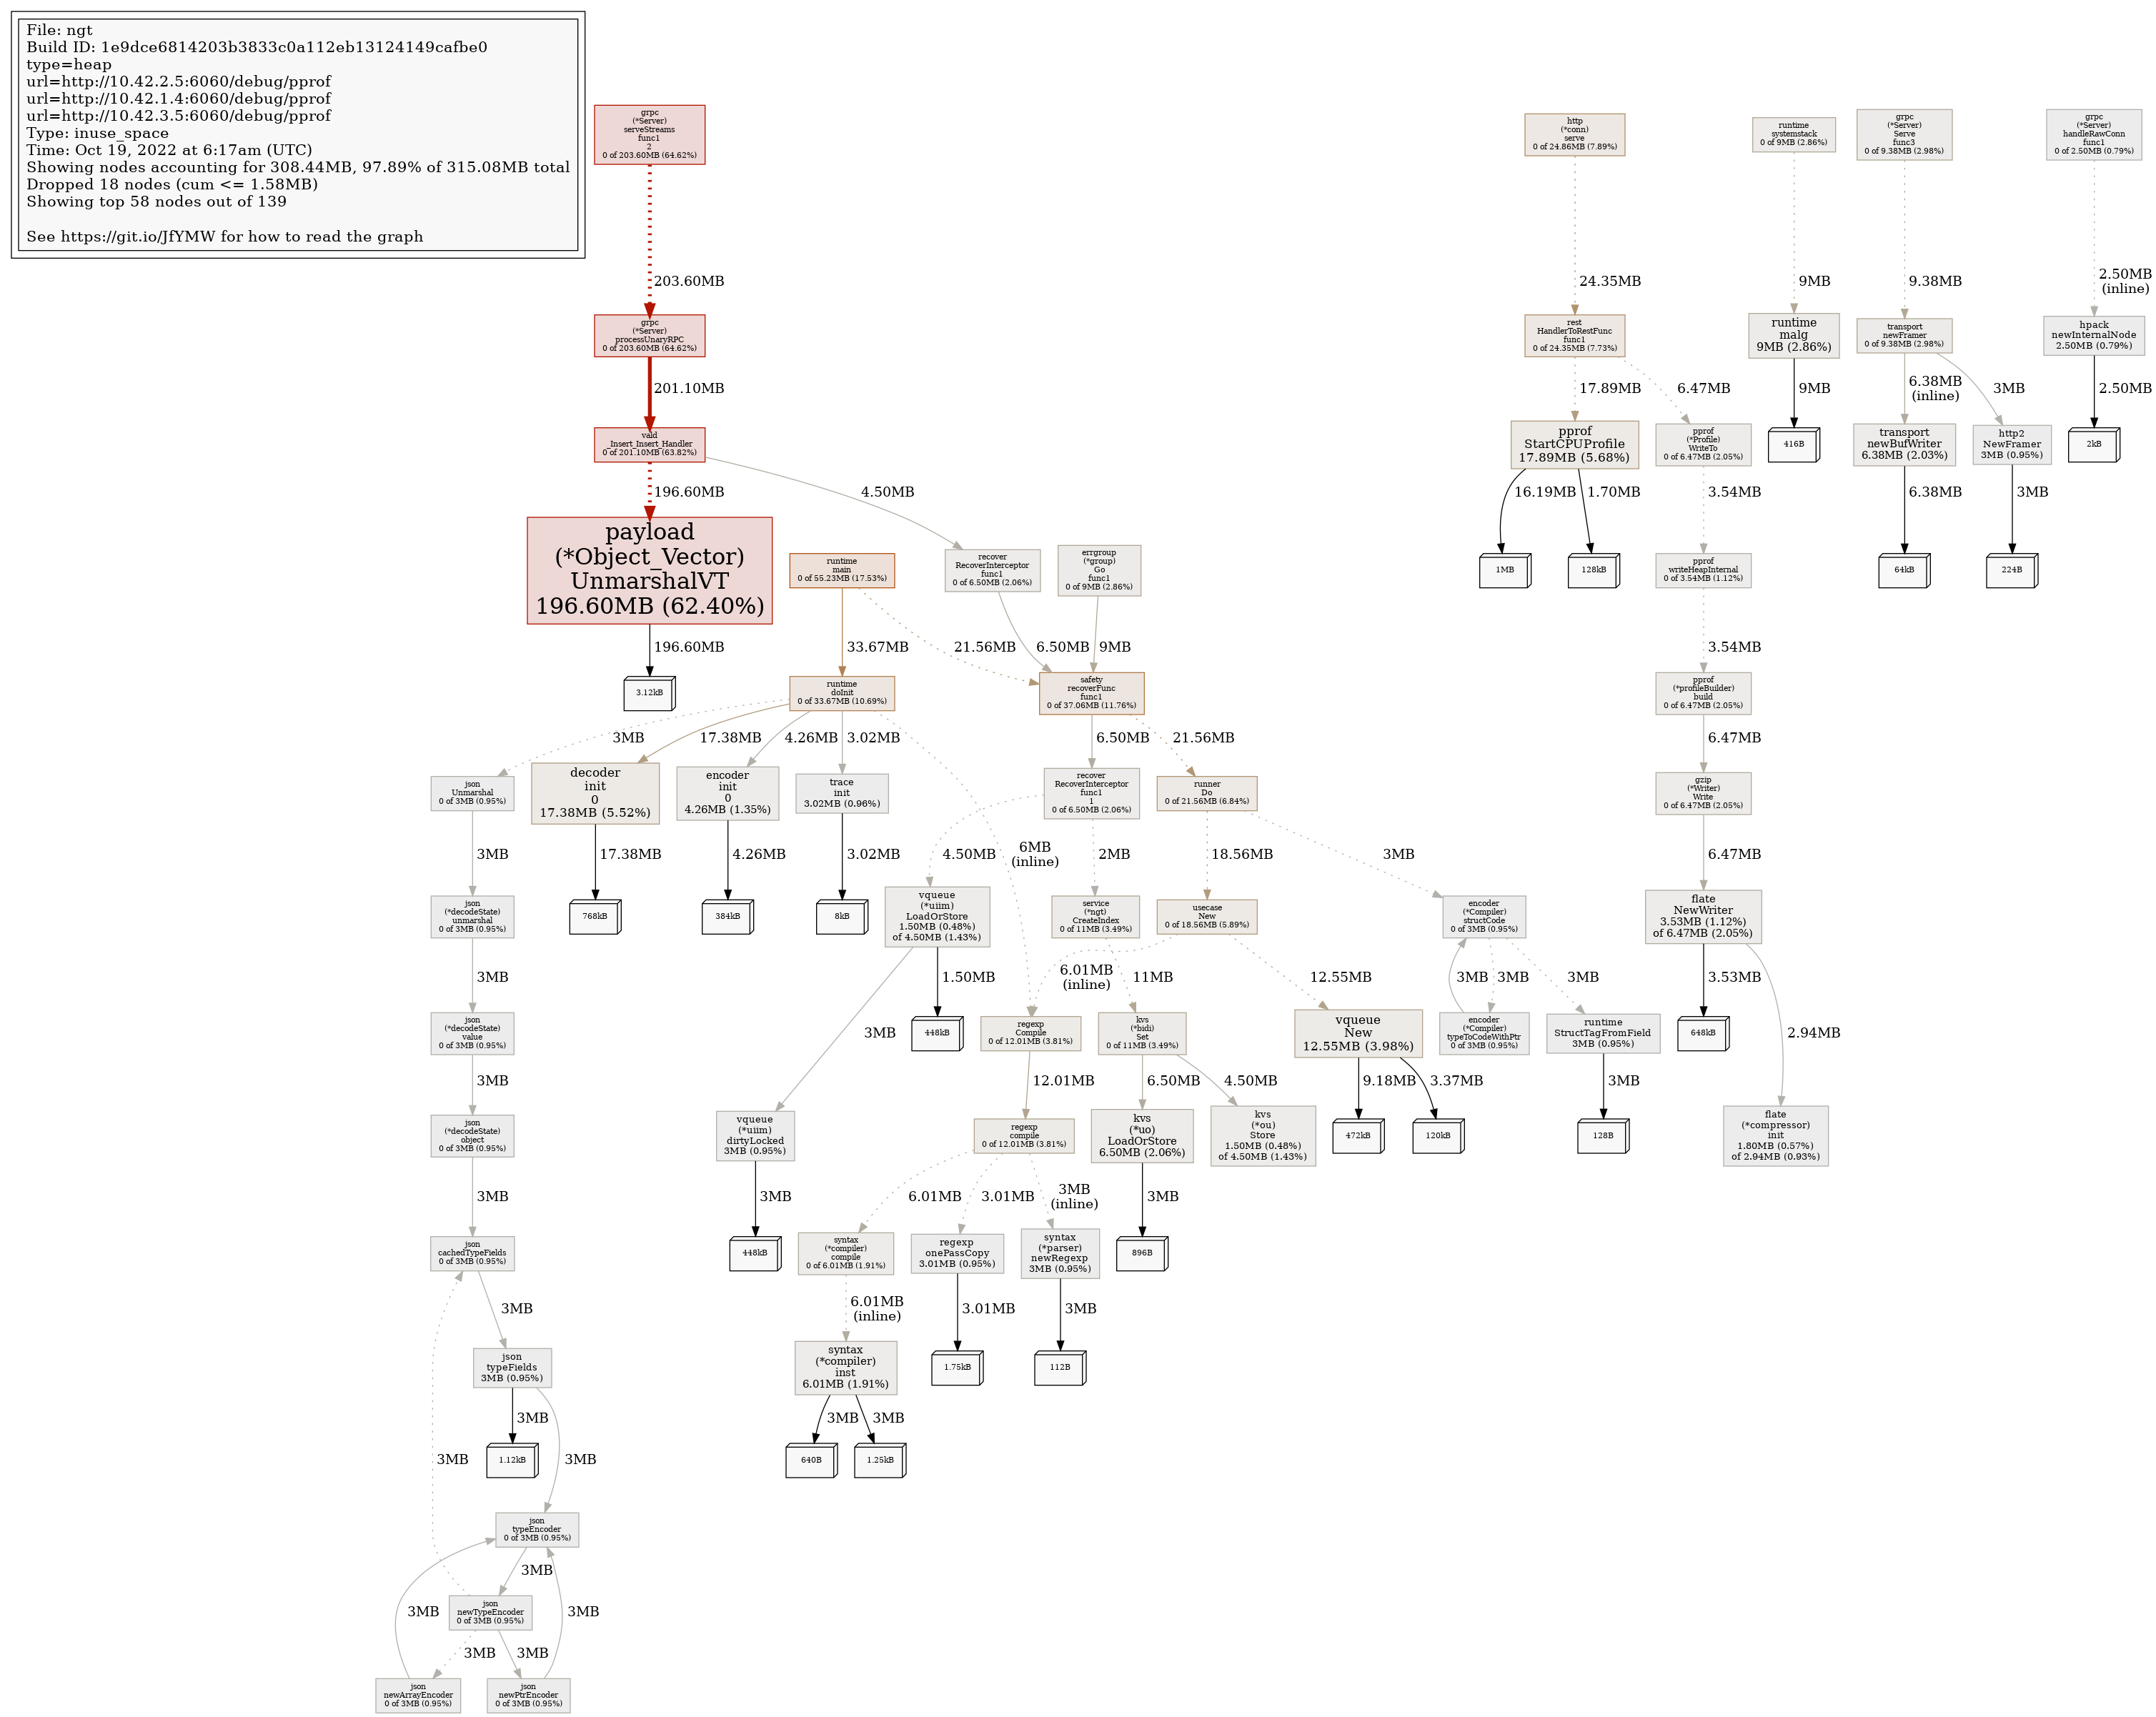 File: ngt
Build ID: 1e9dce6814203b3833c0a112eb13124149cafbe0
type=heap
url=http://10.42.2.5:6060/debug/pprof
url=http://10.42.1.4:6060/debug/pprof
url=http://10.42.3.5:6060/debug/pprof
Type: inuse_space
Time: Oct 19, 2022 at 6:17am (UTC)
Showing nodes accounting for 308.44MB, 97.89% of 315.08MB total
Dropped 18 nodes (cum <= 1.58MB)
Showing top 58 nodes out of 139
See https://git.io/JfYMW for how to read the graph
grpc
(*Server)
serveStreams
func1
2
0 of 203.60MB (64.62%)
http
(*conn)
serve
0 of 24.86MB (7.89%)
runtime
systemstack
0 of 9MB (2.86%)
grpc
(*Server)
Serve
func3
0 of 9.38MB (2.98%)
grpc
(*Server)
handleRawConn
func1
0 of 2.50MB (0.79%)
203.60MB
24.35MB
9MB
9.38MB
2.50MB
(inline)
grpc
(*Server)
processUnaryRPC
0 of 203.60MB (64.62%)
rest
HandlerToRestFunc
func1
0 of 24.35MB (7.73%)
runtime
malg
9MB (2.86%)
transport
newFramer
0 of 9.38MB (2.98%)
hpack
newInternalNode
2.50MB (0.79%)
201.10MB
17.89MB
6.47MB
9MB
6.38MB
(inline)
3MB
2.50MB
vald
_Insert_Insert_Handler
0 of 201.10MB (63.82%)
pprof
StartCPUProfile
17.89MB (5.68%)
pprof
(*Profile)
WriteTo
0 of 6.47MB (2.05%)
416B
transport
newBufWriter
6.38MB (2.03%)
http2
NewFramer
3MB (0.95%)
2kB
196.60MB
4.50MB
16.19MB
1.70MB
3.54MB
6.38MB
3MB
payload
(*Object_Vector)
UnmarshalVT
196.60MB (62.40%)
runtime
main
0 of 55.23MB (17.53%)
recover
RecoverInterceptor
func1
0 of 6.50MB (2.06%)
errgroup
(*group)
Go
func1
0 of 9MB (2.86%)
1MB
128kB
pprof
writeHeapInternal
0 of 3.54MB (1.12%)
64kB
224B
196.60MB
33.67MB
21.56MB
6.50MB
9MB
3.54MB
3.12kB
runtime
doInit
0 of 33.67MB (10.69%)
safety
recoverFunc
func1
0 of 37.06MB (11.76%)
pprof
(*profileBuilder)
build
0 of 6.47MB (2.05%)
3MB
17.38MB
4.26MB
3.02MB
6.50MB
21.56MB
6.47MB
json
Unmarshal
0 of 3MB (0.95%)
decoder
init
0
17.38MB (5.52%)
encoder
init
0
4.26MB (1.35%)
trace
init
3.02MB (0.96%)
recover
RecoverInterceptor
func1
1
0 of 6.50MB (2.06%)
runner
Do
0 of 21.56MB (6.84%)
gzip
(*Writer)
Write
0 of 6.47MB (2.05%)
3MB
17.38MB
4.26MB
3.02MB
4.50MB
6MB
(inline)
2MB
18.56MB
3MB
6.47MB
json
(*decodeState)
unmarshal
0 of 3MB (0.95%)
768kB
384kB
8kB
vqueue
(*uiim)
LoadOrStore
1.50MB (0.48%)
of 4.50MB (1.43%)
service
(*ngt)
CreateIndex
0 of 11MB (3.49%)
usecase
New
0 of 18.56MB (5.89%)
encoder
(*Compiler)
structCode
0 of 3MB (0.95%)
flate
NewWriter
3.53MB (1.12%)
of 6.47MB (2.05%)
3MB
3MB
1.50MB
6.01MB
(inline)
11MB
12.55MB
3MB
3MB
3MB
3.53MB
2.94MB
json
(*decodeState)
value
0 of 3MB (0.95%)
448kB
regexp
Compile
0 of 12.01MB (3.81%)
kvs
(*bidi)
Set
0 of 11MB (3.49%)
vqueue
New
12.55MB (3.98%)
encoder
(*Compiler)
typeToCodeWithPtr
0 of 3MB (0.95%)
runtime
StructTagFromField
3MB (0.95%)
648kB
3MB
12.01MB
6.50MB
4.50MB
9.18MB
3.37MB
3MB
json
(*decodeState)
object
0 of 3MB (0.95%)
vqueue
(*uiim)
dirtyLocked
3MB (0.95%)
regexp
compile
0 of 12.01MB (3.81%)
kvs
(*uo)
LoadOrStore
6.50MB (2.06%)
kvs
(*ou)
Store
1.50MB (0.48%)
of 4.50MB (1.43%)
472kB
120kB
128B
flate
(*compressor)
init
1.80MB (0.57%)
of 2.94MB (0.93%)
3MB
3MB
6.01MB
3.01MB
3MB
(inline)
3MB
json
cachedTypeFields
0 of 3MB (0.95%)
448kB
syntax
(*compiler)
compile
0 of 6.01MB (1.91%)
regexp
onePassCopy
3.01MB (0.95%)
syntax
(*parser)
newRegexp
3MB (0.95%)
896B
3MB
6.01MB
(inline)
3.01MB
3MB
json
typeFields
3MB (0.95%)
syntax
(*compiler)
inst
6.01MB (1.91%)
1.75kB
112B
3MB
3MB
3MB
3MB
3MB
1.12kB
640B
1.25kB
json
typeEncoder
0 of 3MB (0.95%)
3MB
3MB
3MB
json
newTypeEncoder
0 of 3MB (0.95%)
3MB
3MB
json
newArrayEncoder
0 of 3MB (0.95%)
json
newPtrEncoder
0 of 3MB (0.95%)